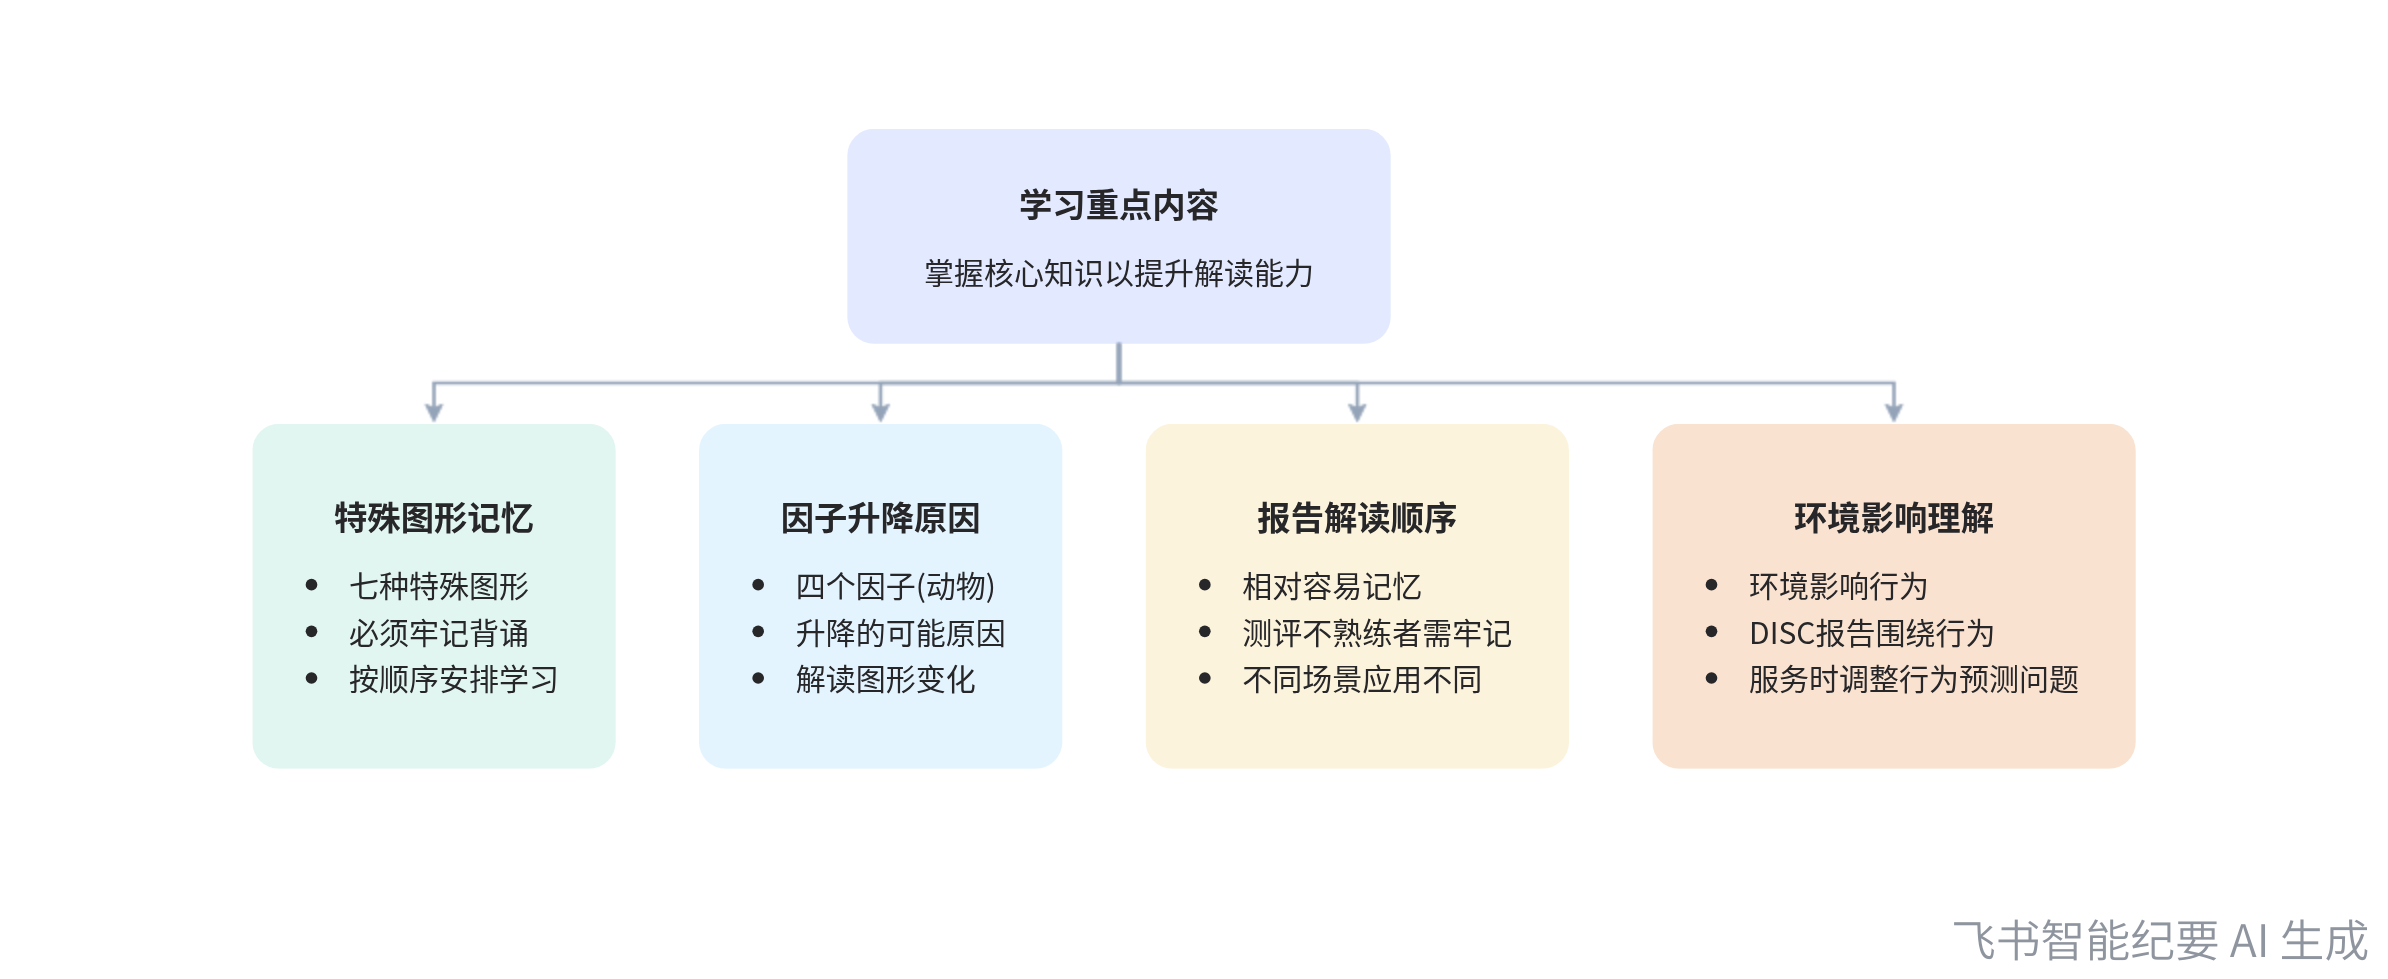 学习重点内容
掌握核心知识以提升解读能力
特殊图形记忆
七种特殊图形
必须牢记背诵
按顺序安排学习
因子升降原因
四个因子(动物)
升降的可能原因
解读图形变化
报告解读顺序
相对容易记忆
测评不熟练者需牢记
不同场景应用不同
环境影响理解
环境影响行为
DISC报告围绕行为
服务时调整行为预测问题
飞书智能纪要 AI 生成